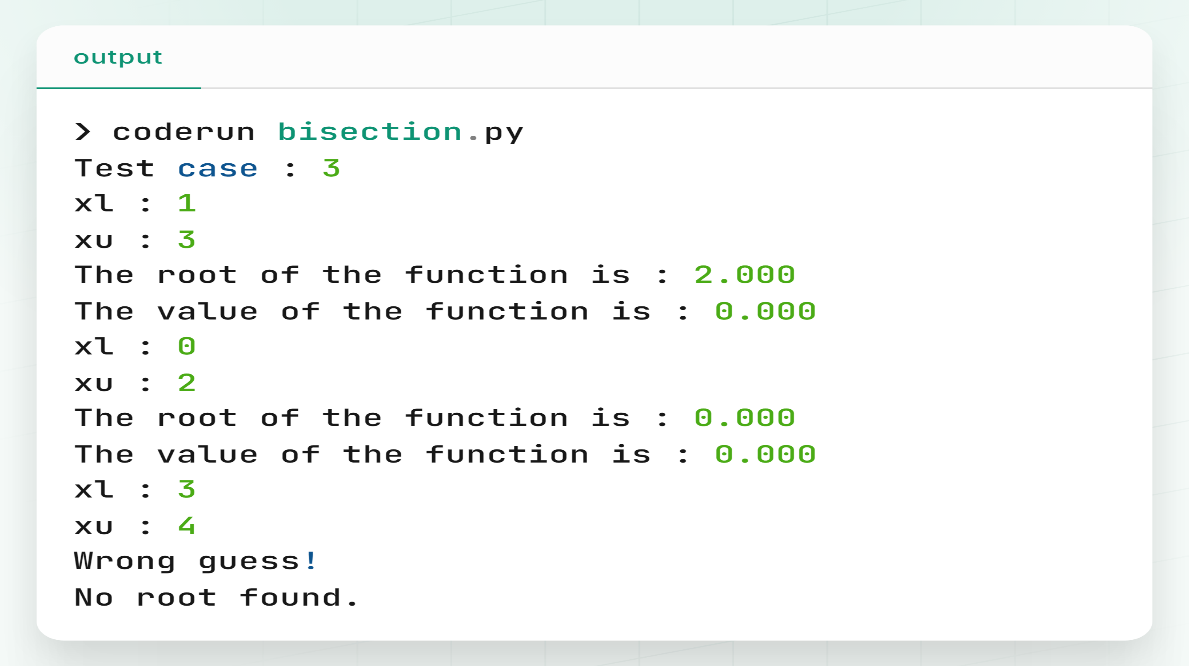 output
> coderun bisection.py
Test case : 3
xl : 1
xu : 3
The root of the function is : 2.000
The value of the function is : 0.000
xl : 0
xu : 2
The root of the function is : 0.000
The value of the function is : 0.000
xl : 3
xu : 4
Wrong guess!
No root found.